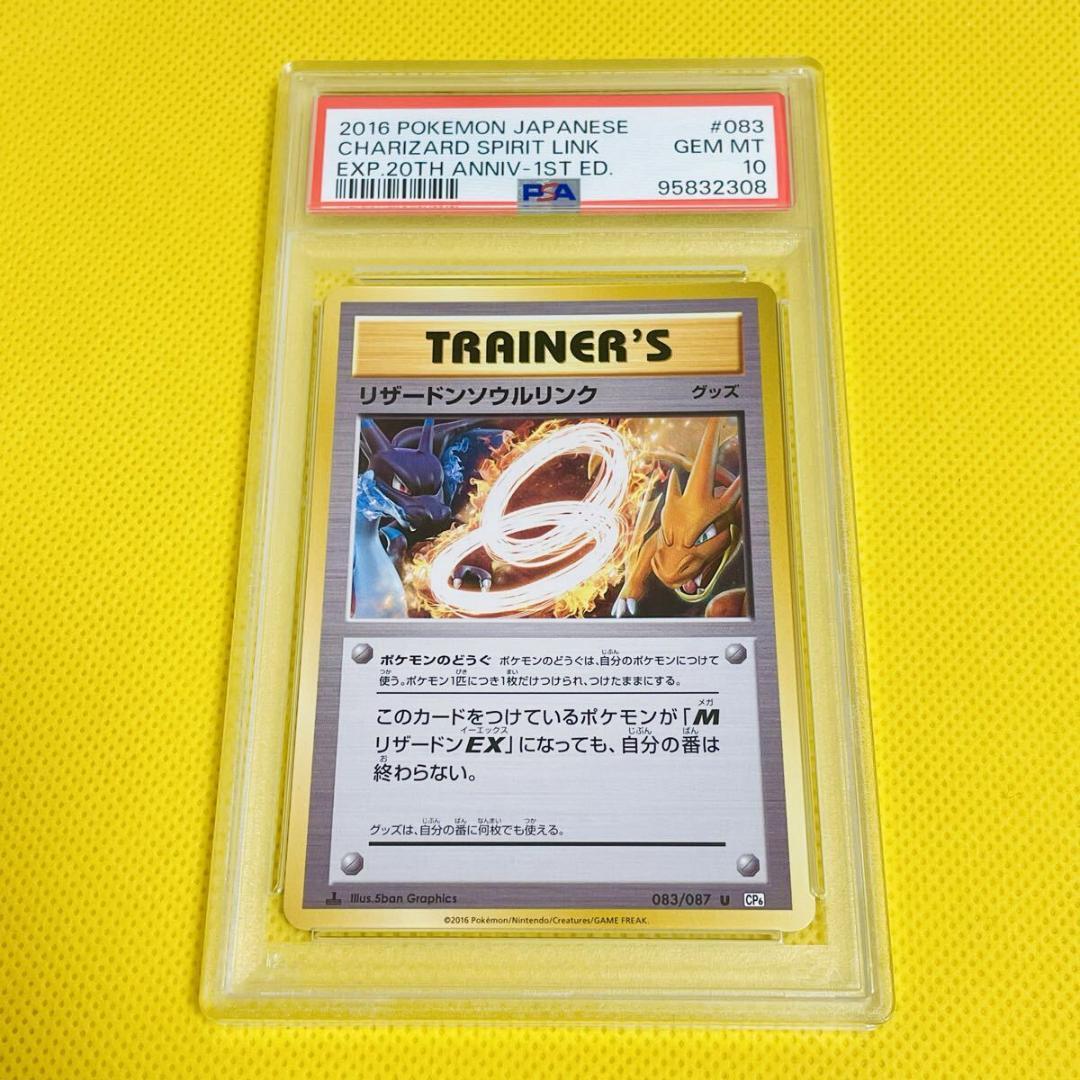 2016 POKEMON JAPANESE #083
CHARIZARD SPIRIT LINK GEM MT
EXP.20TH ANNIV-1ST ED. 10
PSA 95832308
TRAINER'S
リザードンソウルリンク グッズ
ポケモンのどうぐ ポケモンのどうぐは、自分のポケモンにつけて
使う。ポケモン1匹につき1枚だけつけられ、つけたままにする。
このカードをつけているポケモンが「M
リザードンEX」になっても、自分の番は
終わらない。
グッズは、自分の番に何枚でも使える。
Illus.5ban Graphics 083/087 U CP6
©2016 Pokémon/Nintendo/Creatures/GAME FREAK.